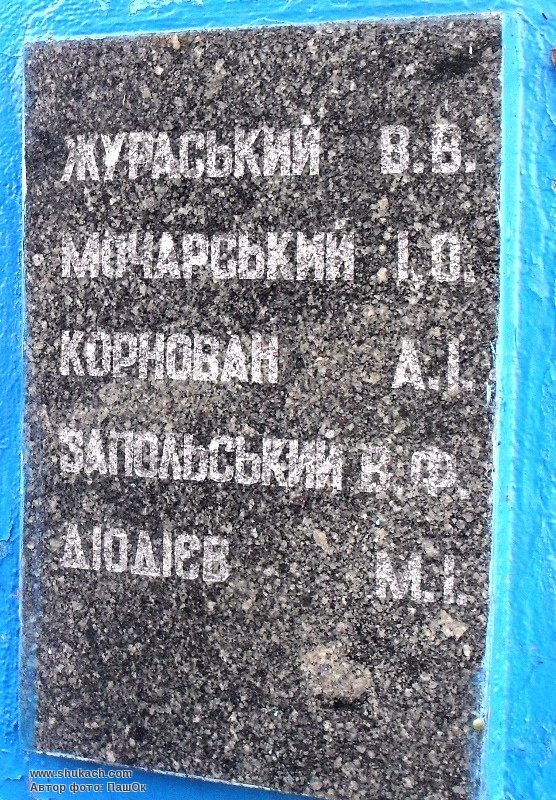 ЖУРАСЬКИЙ В.В.
МОЧАРСЬКИЙ І.О.
КОРНОВАН А.І.
ЗАПОЛЬСЬКИЙ В.Ф.
ДІОДІЄВ М.І.
www.shukach.com
Автор фото: ПашОк